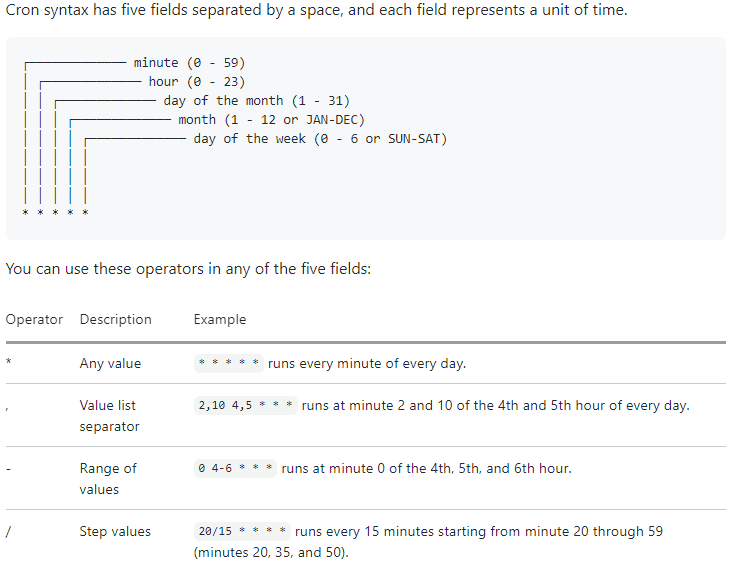 Cron syntax has five fields separated by a space, and each field represents a unit of time.
minute (0 - 59)
hour (0 - 23)
day of the month (1 - 31)
month (1 - 12 or JAN-DEC)
day of the week (0 - 6 or SUN-SAT)
* * * * *
You can use these operators in any of the five fields:
Operator Description Example
* Any value * * * * * runs every minute of every day.
, Value list separator 2,10 4,5 * * * runs at minute 2 and 10 of the 4th and 5th hour of every day.
- Range of values 0 4-6 * * * runs at minute 0 of the 4th, 5th, and 6th hour.
/ Step values 20/15 * * * * runs every 15 minutes starting from minute 20 through 59
(minutes 20, 35, and 50).